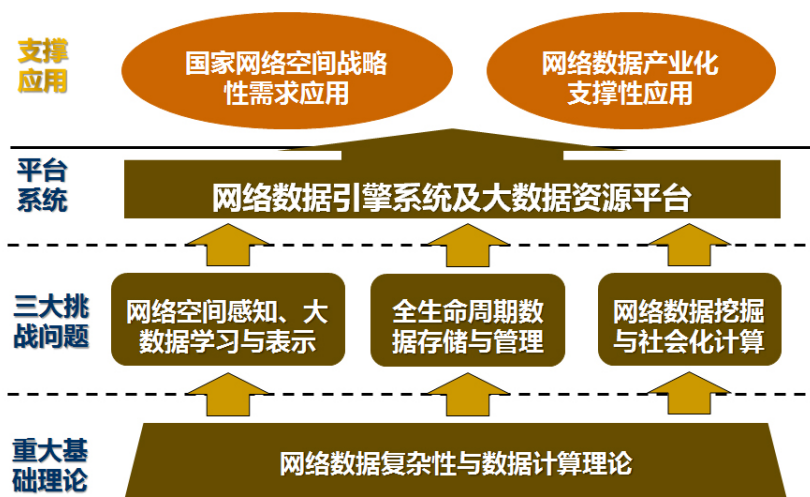 支撑
应用
国家网络空间战略
性需求应用
网络数据产业化
支撑性应用
平台
系统
网络数据引擎系统及大数据资源平台
三大挑
战问题
网络空间感知、大
数据学习与表示
全生命周期数
据存储与管理
网络数据挖掘
与社会化计算
重大基
础理论
网络数据复杂性与数据计算理论